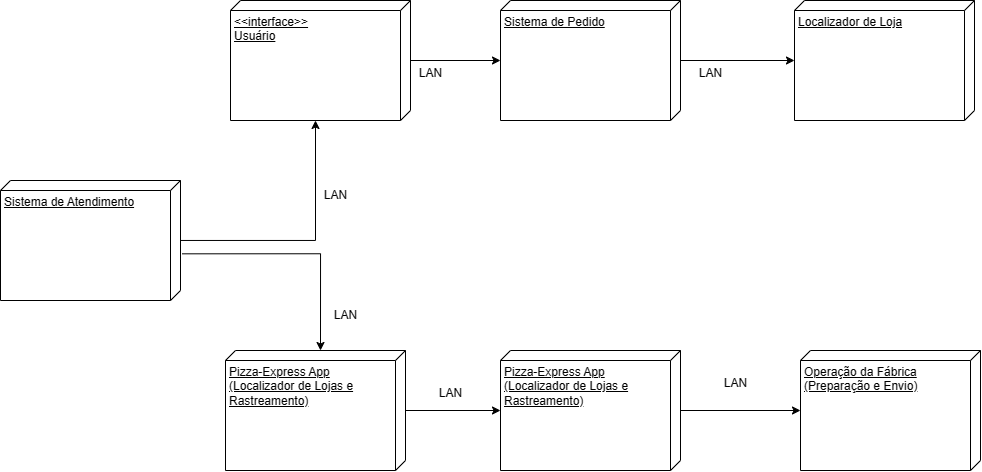 <<interface>>
Usuário
Sistema de Pedido
Localizador de Loja
LAN
LAN
LAN
Sistema de Atendimento
LAN
Pizza-Express App
(Localizador de Lojas e
Rastreamento)
Pizza-Express App
(Localizador de Lojas e
Rastreamento)
Operação da Fábrica
(Preparação e Envio)
LAN
LAN